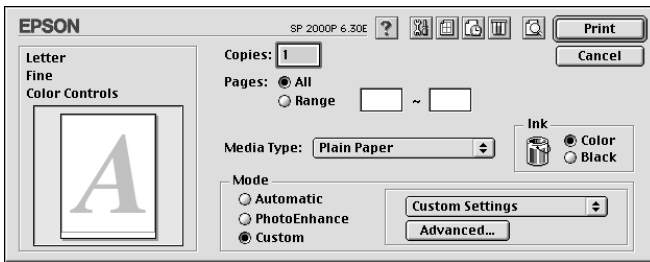 EPSON
SP 2000P 6.30E
?
Print
Cancel
Letter
Fine
Color Controls
A
Copies: 1
Pages: All
Range ~
Media Type: Plain Paper
Ink
Color
Black
Mode
Automatic
PhotoEnhance
Custom
Custom Settings
Advanced...